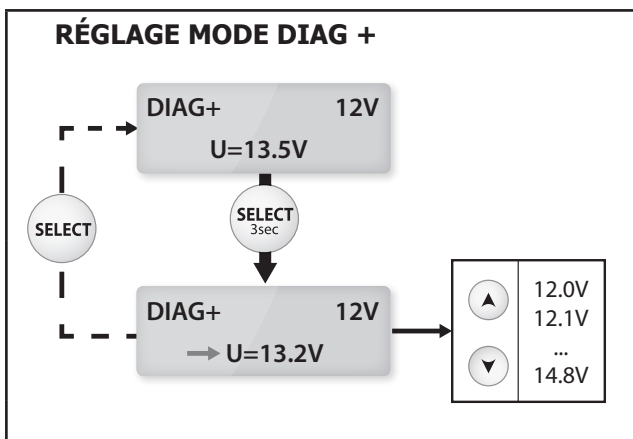 RÉGLAGE MODE DIAG +
DIAG+ 12V
U=13.5V
SELECT
SELECT
3sec
DIAG+ 12V
U=13.2V
12.0V
12.1V
...
14.8V